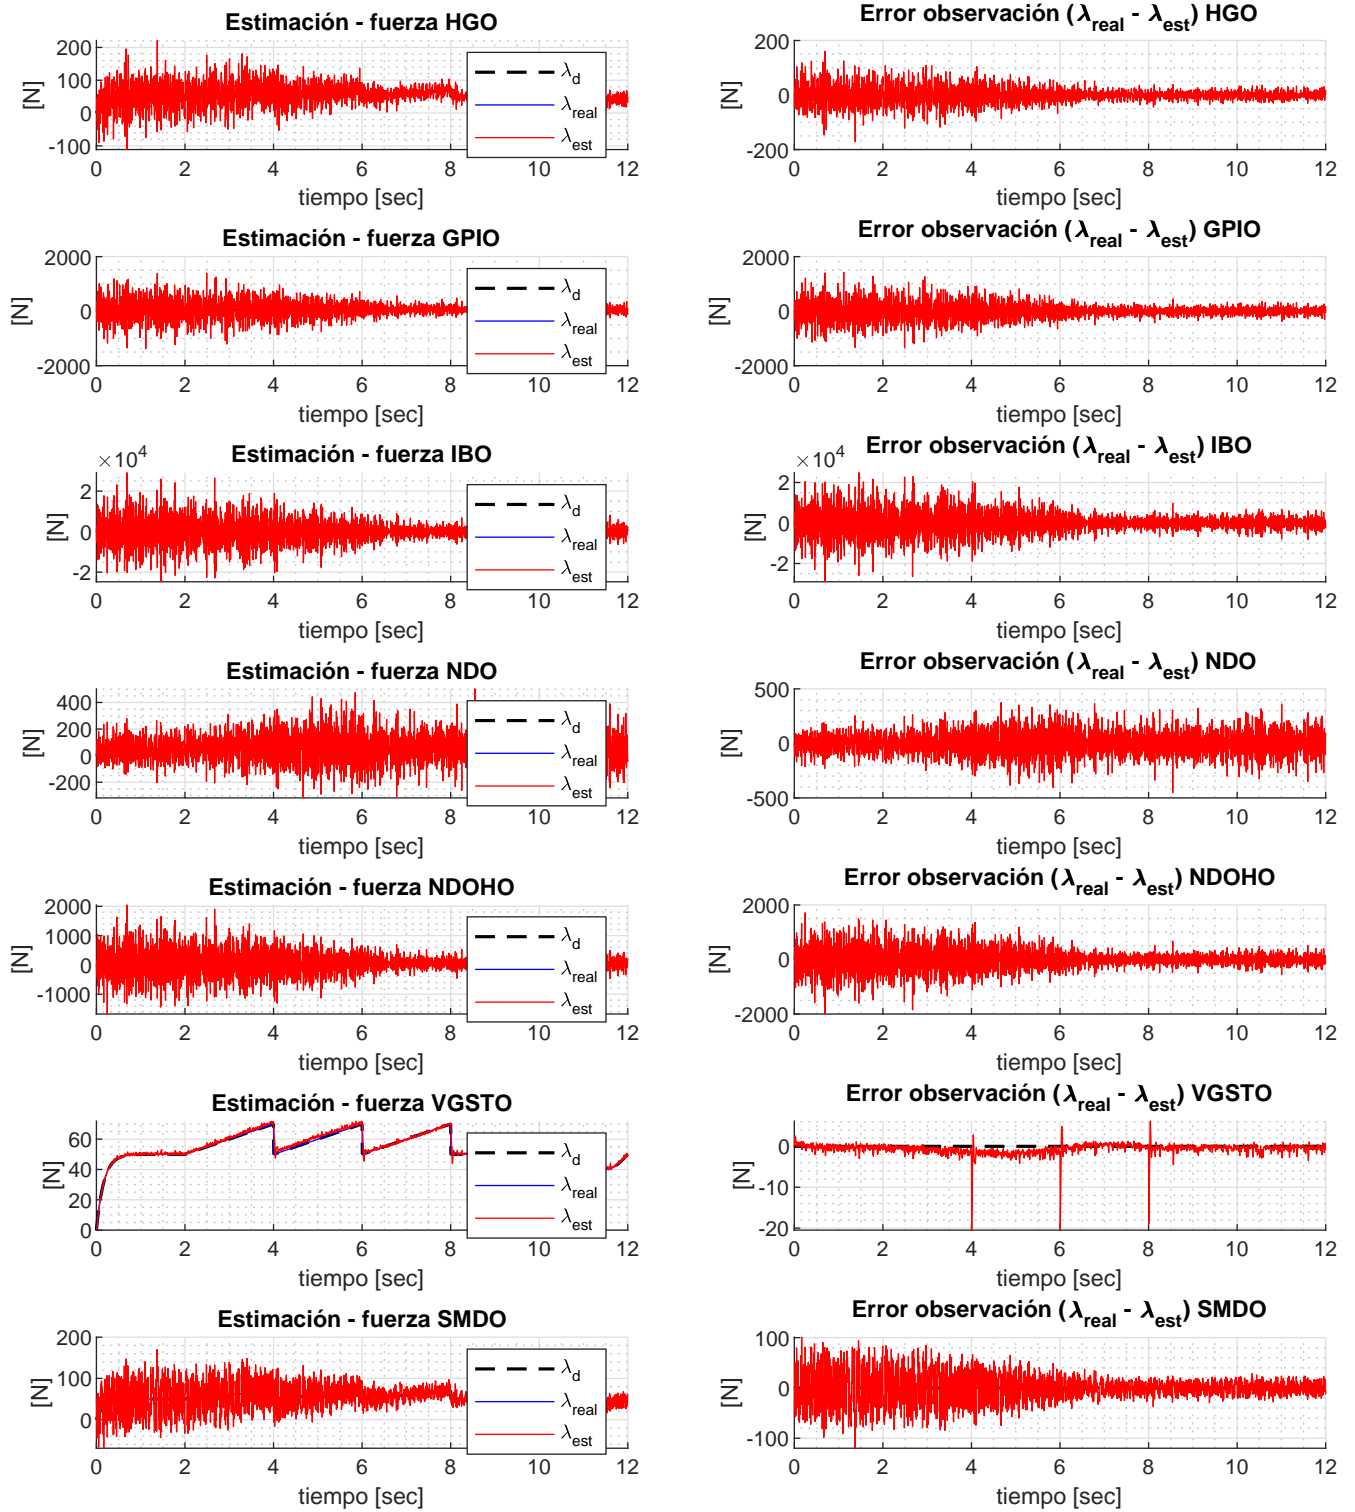 Estimación - fuerza HGO
200
100
0
-100
[N]
λd
λreal
λest
0 2 4 6 8 10 12
tiempo [sec]
Error observación (λreal - λest) HGO
200
0
-200
[N]
0 2 4 6 8 10 12
tiempo [sec]
Estimación - fuerza GPIO
2000
0
-2000
[N]
λd
λreal
λest
0 2 4 6 8 10 12
tiempo [sec]
Error observación (λreal - λest) GPIO
2000
0
-2000
[N]
0 2 4 6 8 10 12
tiempo [sec]
Estimación - fuerza IBO
×10^4
2
0
-2
[N]
λd
λreal
λest
0 2 4 6 8 10 12
tiempo [sec]
Error observación (λreal - λest) IBO
×10^4
2
0
-2
[N]
0 2 4 6 8 10 12
tiempo [sec]
Estimación - fuerza NDO
400
200
0
-200
[N]
λd
λreal
λest
0 2 4 6 8 10 12
tiempo [sec]
Error observación (λreal - λest) NDO
500
0
-500
[N]
0 2 4 6 8 10 12
tiempo [sec]
Estimación - fuerza NDOHO
2000
1000
0
-1000
[N]
λd
λreal
λest
0 2 4 6 8 10 12
tiempo [sec]
Error observación (λreal - λest) NDOHO
2000
0
-2000
[N]
0 2 4 6 8 10 12
tiempo [sec]
Estimación - fuerza VGSTO
60
40
20
0
[N]
λd
λreal
λest
0 2 4 6 8 10 12
tiempo [sec]
Error observación (λreal - λest) VGSTO
0
-10
-20
[N]
0 2 4 6 8 10 12
tiempo [sec]
Estimación - fuerza SMDO
200
100
0
[N]
λd
λreal
λest
0 2 4 6 8 10 12
tiempo [sec]
Error observación (λreal - λest) SMDO
100
0
-100
[N]
0 2 4 6 8 10 12
tiempo [sec]